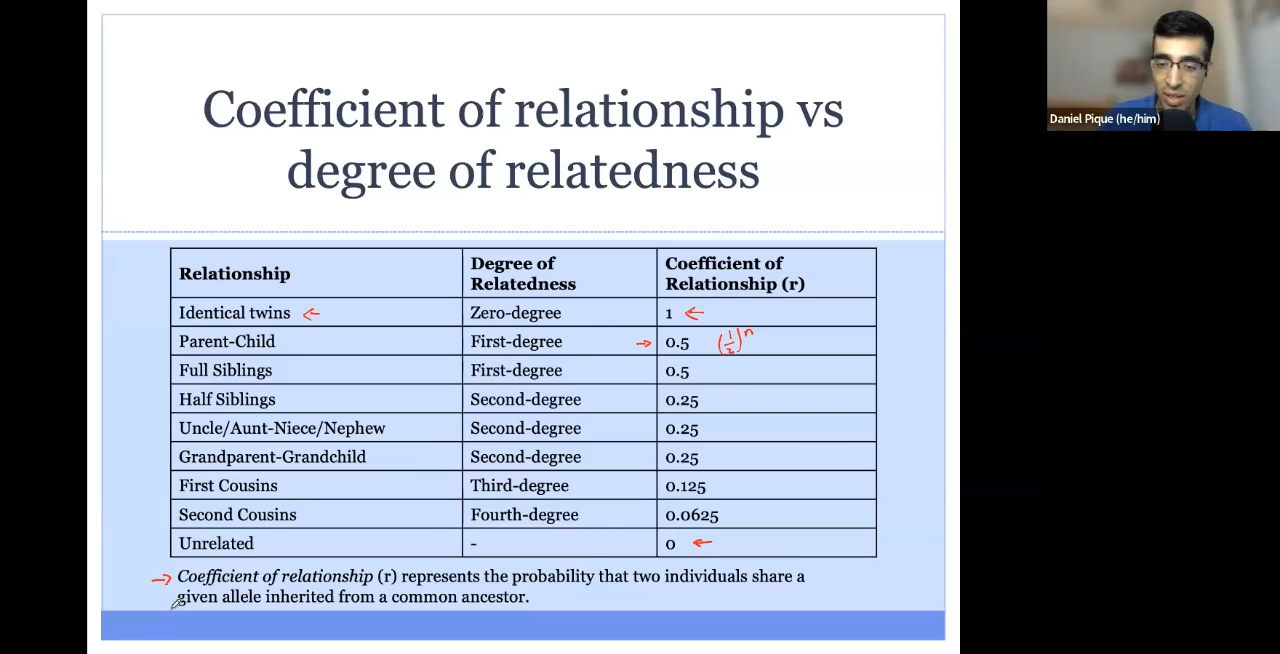 Coefficient of relationship vs
degree of relatedness
Relationship
Degree of
Relatedness
Coefficient of
Relationship (r)
Identical twins
Zero-degree
1
Parent-Child
First-degree
0.5
(1/2)^n
Full Siblings
First-degree
0.5
Half Siblings
Second-degree
0.25
Uncle/Aunt-Niece/Nephew
Second-degree
0.25
Grandparent-Grandchild
Second-degree
0.25
First Cousins
Third-degree
0.125
Second Cousins
Fourth-degree
0.0625
Unrelated
-
0
Coefficient of relationship (r) represents the probability that two individuals share a
given allele inherited from a common ancestor.
Daniel Pique (he/him)